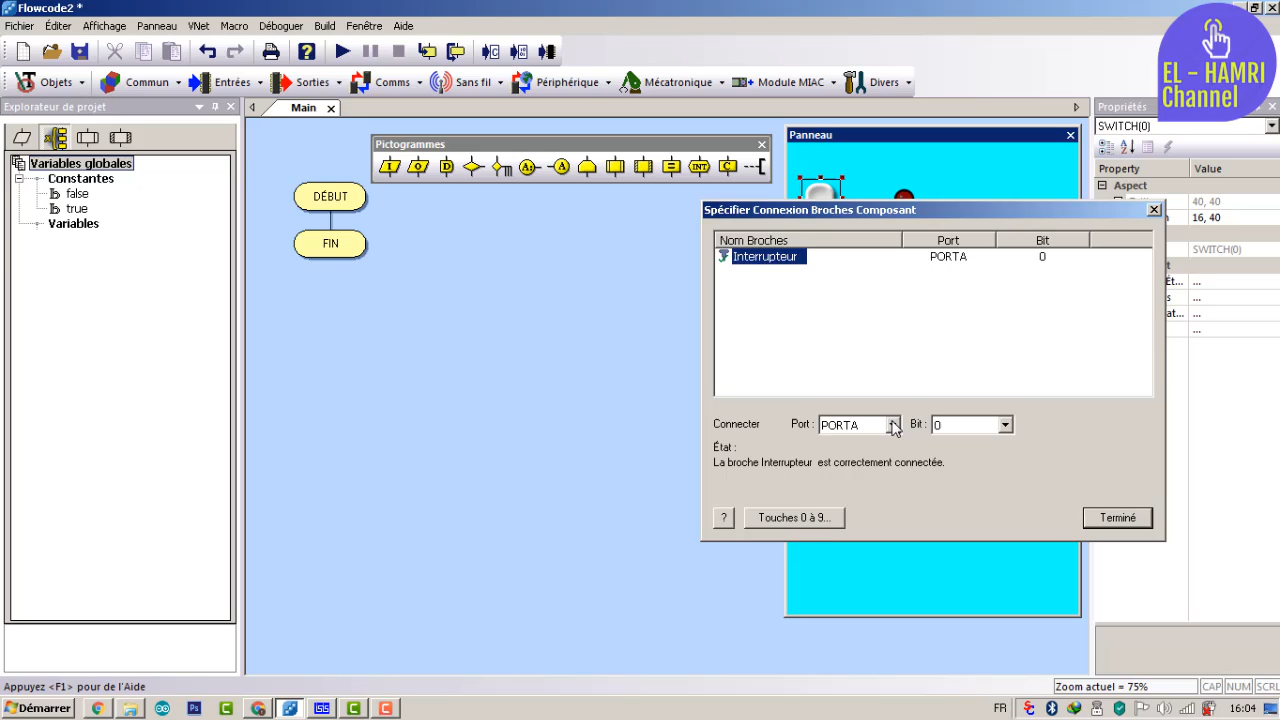 Flowcode2 *
Fichier Éditer Affichage Panneau VNet Macro Déboguer Build Fenêtre Aide
Objets Commun Entrées Sorties Comms Sans fil Périphérique Mécatronique Module MIAC Divers
EL - HAMRI
Channel
Explorateur de projet
Main
Propriétés
SWITCH(0)
Variables globales
Constantes
false
true
Variables
Pictogrammes
DÉBUT
FIN
Panneau
Property Value
Aspect
40, 40
16, 40
SWITCH(0)
Ét... ...
s ...
at... ...
...
Spécifier Connexion Broches Composant
Nom Broches Port Bit
Interrupteur PORTA 0
Connecter Port : PORTA Bit : 0
État :
La broche Interrupteur est correctement connectée.
? Touches 0 à 9... Terminé
Appuyez <F1> pour de l'Aide
Zoom actuel = 75% CAP NUM SCRL
Démarrer
FR 16:04